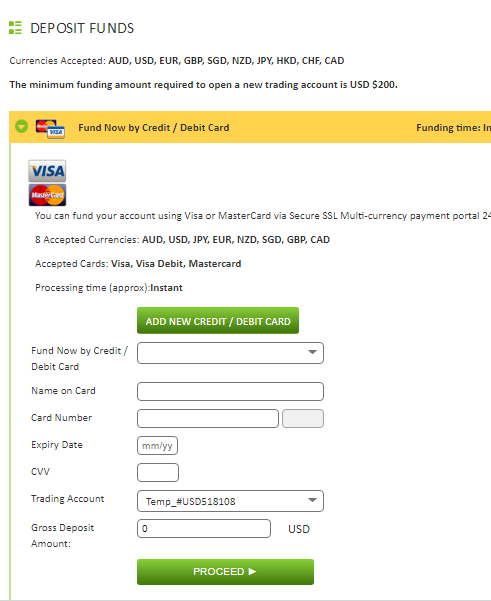 DEPOSIT FUNDS
Currencies Accepted: AUD, USD, EUR, GBP, SGD, NZD, JPY, HKD, CHF, CAD
The minimum funding amount required to open a new trading account is USD $200.
MasterCard VISA Fund Now by Credit / Debit Card Funding time: In
VISA
MasterCard
You can fund your account using Visa or MasterCard via Secure SSL Multi-currency payment portal 24
8 Accepted Currencies: AUD, USD, JPY, EUR, NZD, SGD, GBP, CAD
Accepted Cards: Visa, Visa Debit, Mastercard
Processing time (approx):Instant
ADD NEW CREDIT / DEBIT CARD
Fund Now by Credit /
Debit Card
Name on Card
Card Number
Expiry Date mm/yy
CVV
Trading Account Temp_#USD518108
Gross Deposit 0 USD
Amount:
PROCEED ►